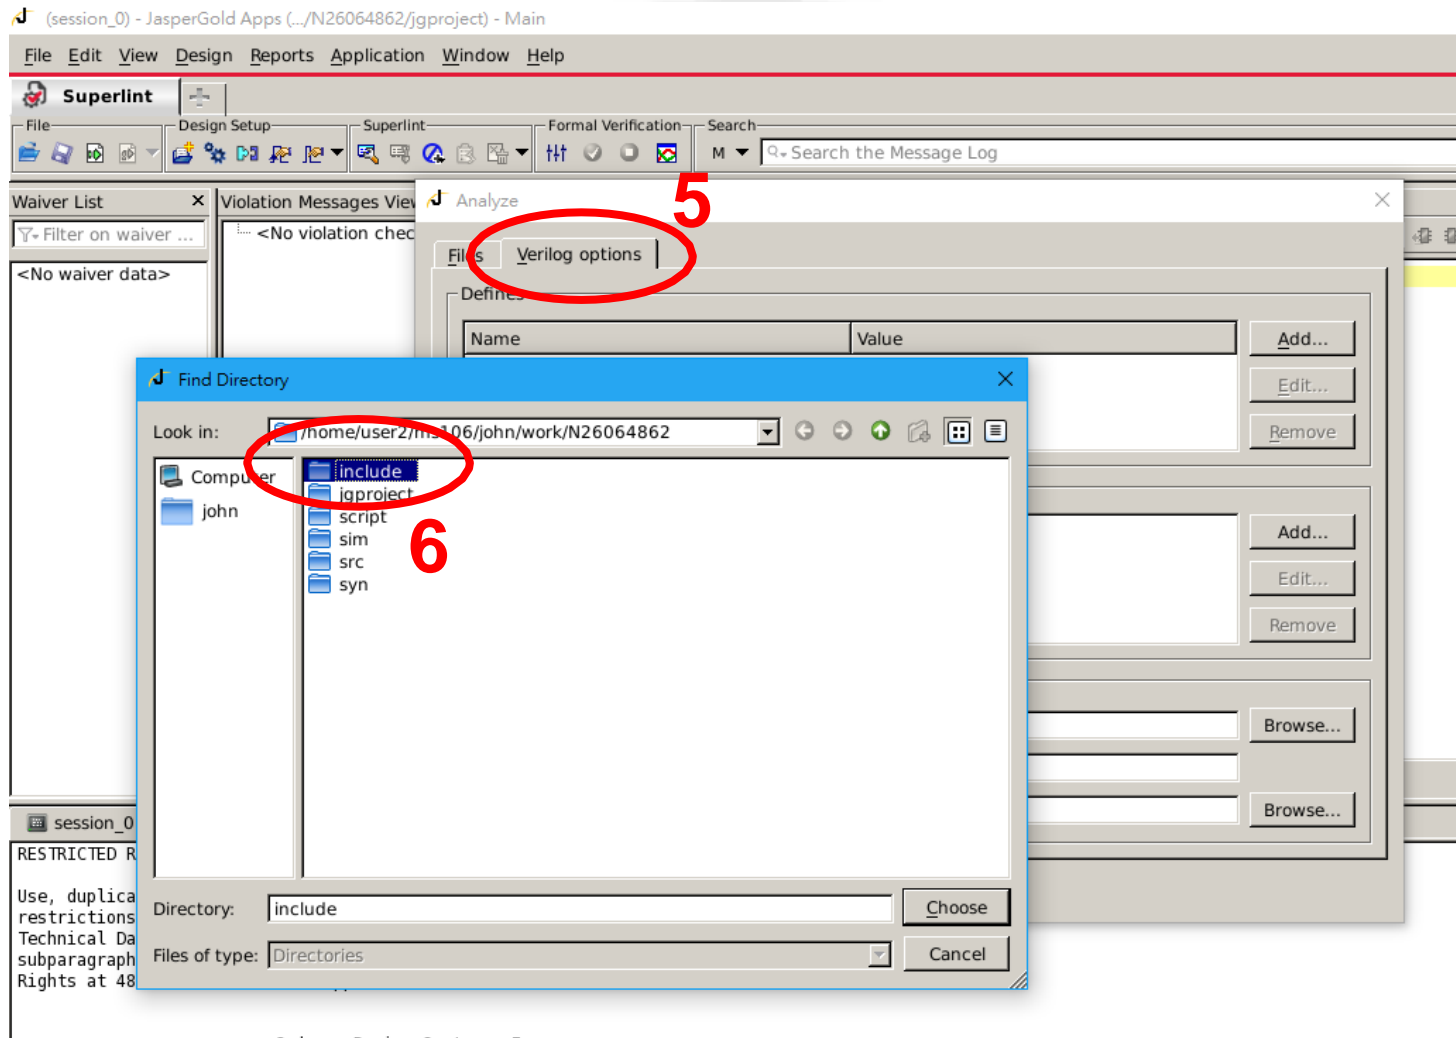 (session_0) - JasperGold Apps (.../N26064862/jgproject) - Main
File Edit View Design Reports Application Window Help
Superlint
File Design Setup Superlint Formal Verification Search
M Search the Message Log
Waiver List
Violation Messages View
Analyze
5
Filter on waiver ...
<No violation chec
Files Verilog options
<No waiver data>
Defines
Name Value
Add...
Edit...
Remove
Find Directory
Look in: /home/user2/ms106/john/work/N26064862
Computer
john
include
jgproject
script
sim
src
syn
6
Add...
Edit...
Remove
Browse...
Browse...
session_0
RESTRICTED R
Use, duplica
restrictions
Technical Da
subparagraph
Rights at 48
Directory: include
Choose
Files of type: Directories
Cancel